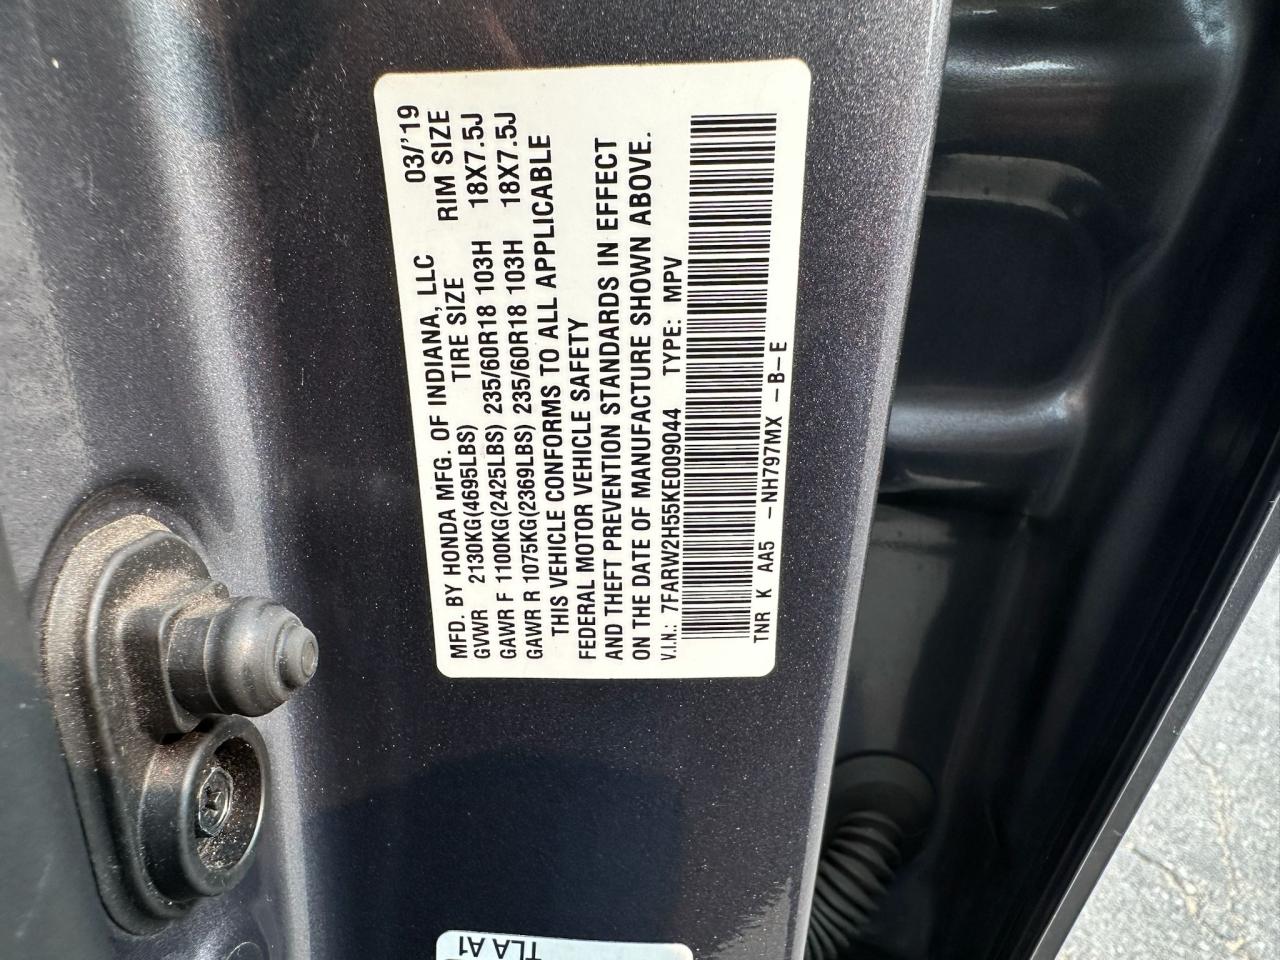 MFD. BY HONDA MFG. OF INDIANA, LLC 03/'19
GVWR 2130KG(4695LBS) TIRE SIZE RIM SIZE
GAWR F 1100KG(2425LBS) 235/60R18 103H 18X7.5J
GAWR R 1075KG(2369LBS) 235/60R18 103H 18X7.5J
THIS VEHICLE CONFORMS TO ALL APPLICABLE
FEDERAL MOTOR VEHICLE SAFETY
AND THEFT PREVENTION STANDARDS IN EFFECT
ON THE DATE OF MANUFACTURE SHOWN ABOVE.
V.I.N.: 7FARW2H55KE009044 TYPE: MPV
TNR K AA5 -NH797MX -B-E
TLA A1